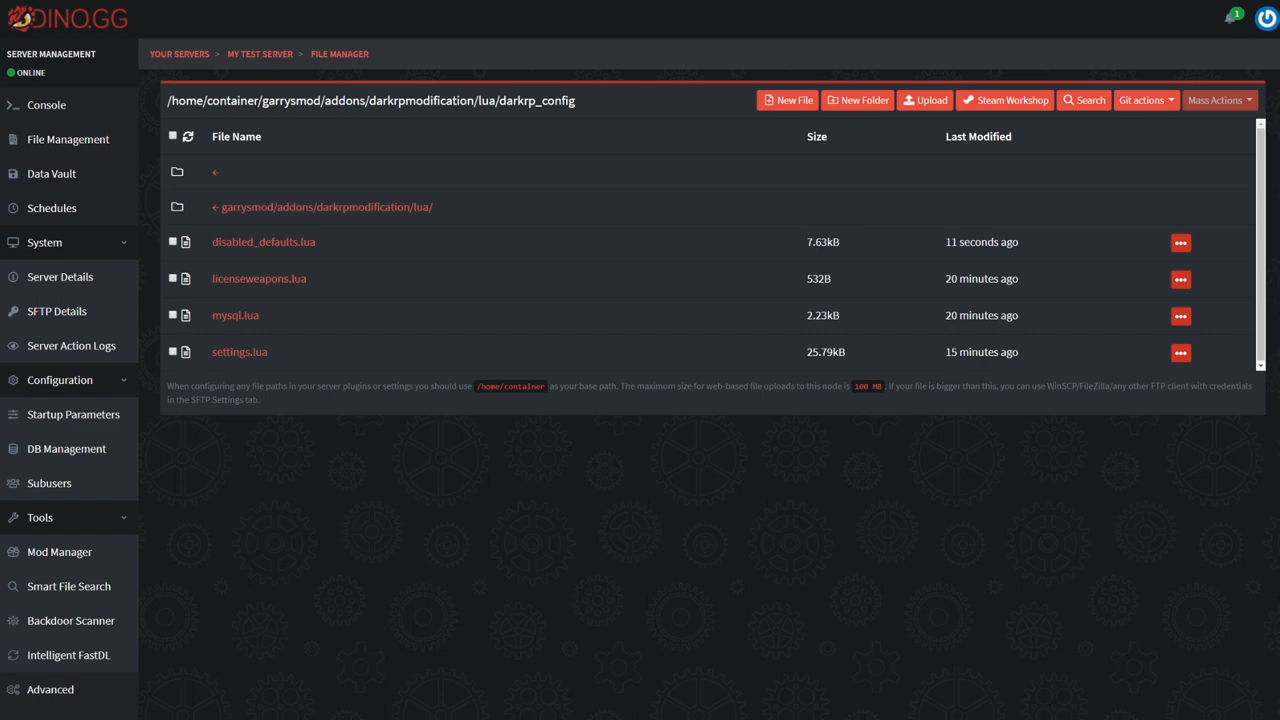 DINO.GG
1
SERVER MANAGEMENT
ONLINE
YOUR SERVERS > MY TEST SERVER > FILE MANAGER
Console
File Management
Data Vault
Schedules
System
Server Details
SFTP Details
Server Action Logs
Configuration
Startup Parameters
DB Management
Subusers
Tools
Mod Manager
Smart File Search
Backdoor Scanner
Intelligent FastDL
Advanced
/home/container/garrysmod/addons/darkrpmodification/lua/darkrp_config
New File
New Folder
Upload
Steam Workshop
Search
Git actions
Mass Actions
File Name Size Last Modified
←
← garrysmod/addons/darkrpmodification/lua/
disabled_defaults.lua 7.63kB 11 seconds ago
licenseweapons.lua 532B 20 minutes ago
mysql.lua 2.23kB 20 minutes ago
settings.lua 25.79kB 15 minutes ago
When configuring any file paths in your server plugins or settings you should use /home/container as your base path. The maximum size for web-based file uploads to this node is 100 MB. If your file is bigger than this, you can use WinSCP/FileZilla/any other FTP client with credentials
in the SFTP Settings tab.